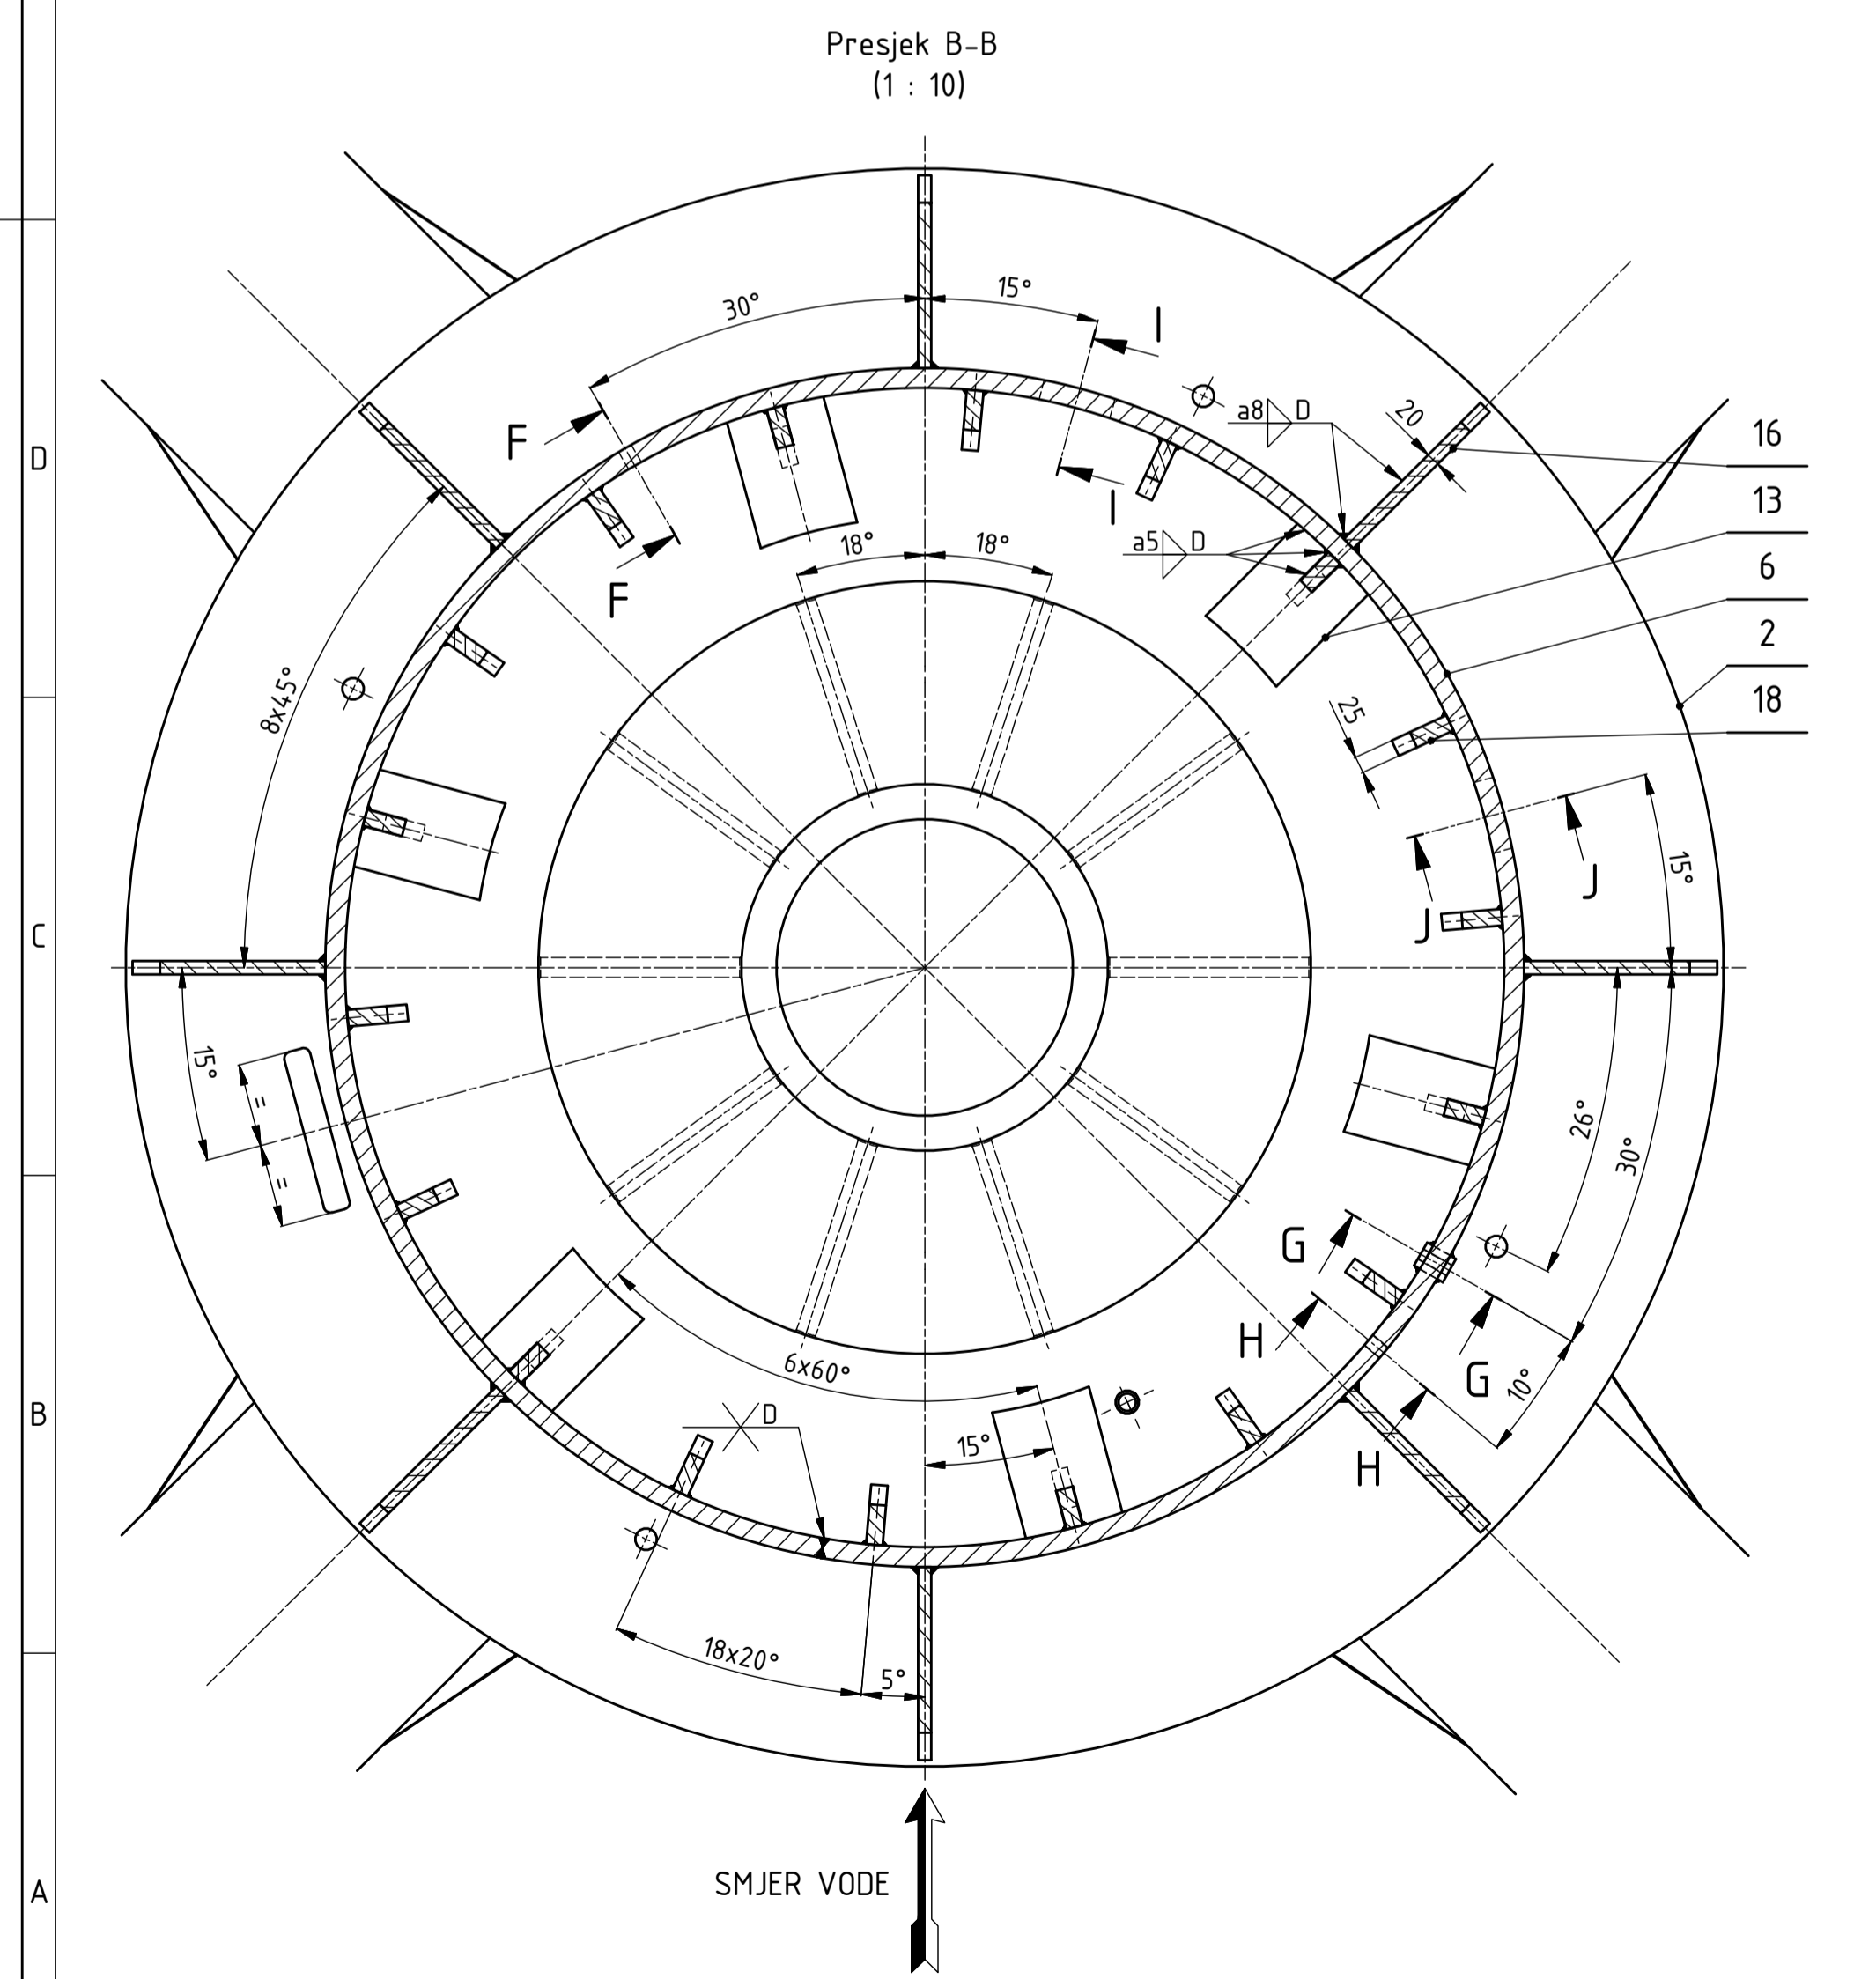 Presjek B-B
(1 : 10)
30°
15°
I
F
a8 D
20
16
D
13
I
18°
18°
a5 D
6
F
2
8x45°
18
25
15°
J
C
J
15°
=
26°
30°
=
G
H
6x60°
G
10°
B
D
15°
H
18x20°
5°
SMJER VODE
A